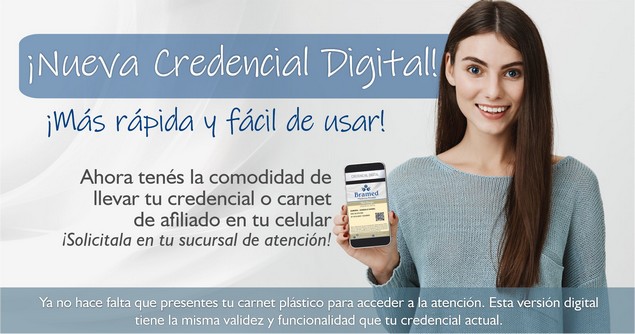 ¡Nueva Credencial Digital!
¡Más rápida y fácil de usar!
Ahora tenés la comodidad de
llevar tu credencial o carnet
de afiliado en tu celular
¡Solicitala en tu sucursal de atención!
Bramed
Ya no hace falta que presentes tu carnet plástico para acceder a la atención. Esta versión digital
tiene la misma validez y funcionalidad que tu credencial actual.